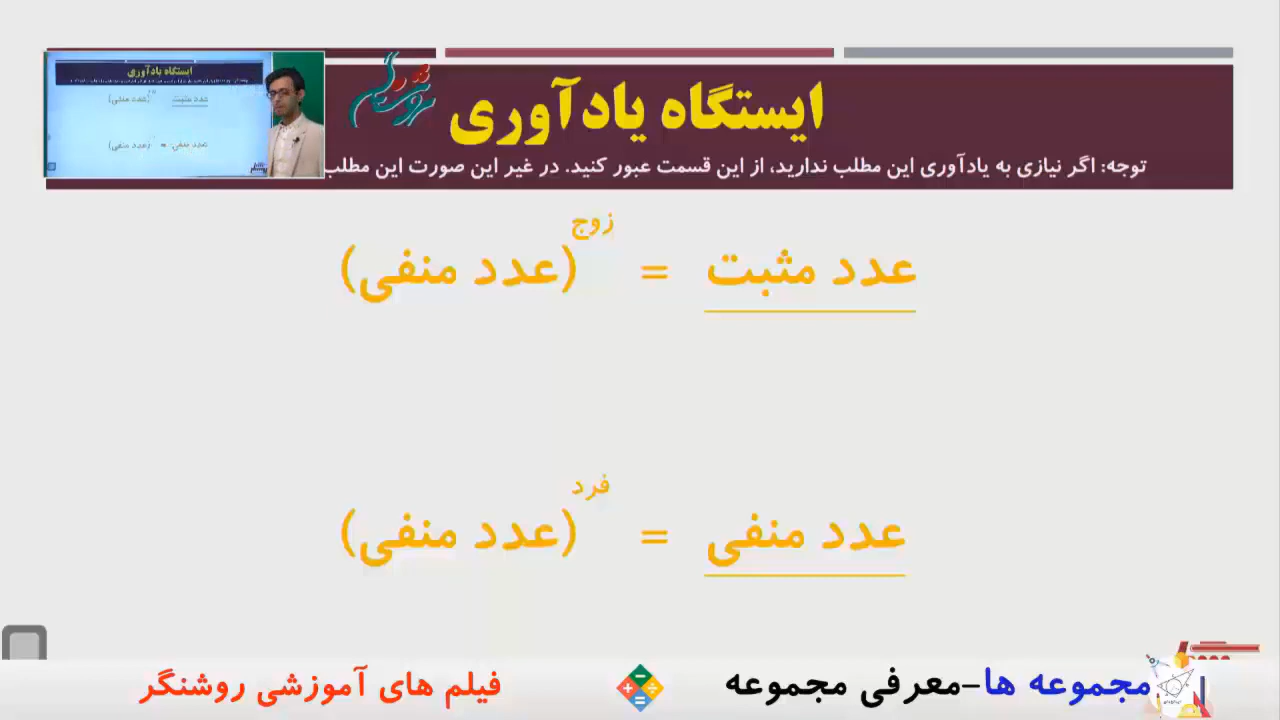 ایستگاه یادآوری
توجه: اگر نیازی به یادآوری این مطلب ندارید، از این قسمت عبور کنید. در غیر این صورت این مطلب
(عدد منفی)زوج = عدد مثبت
(عدد منفی)فرد = عدد منفی
مجموعه ها-معرفی مجموعه
فیلم های آموزشی روشنگر